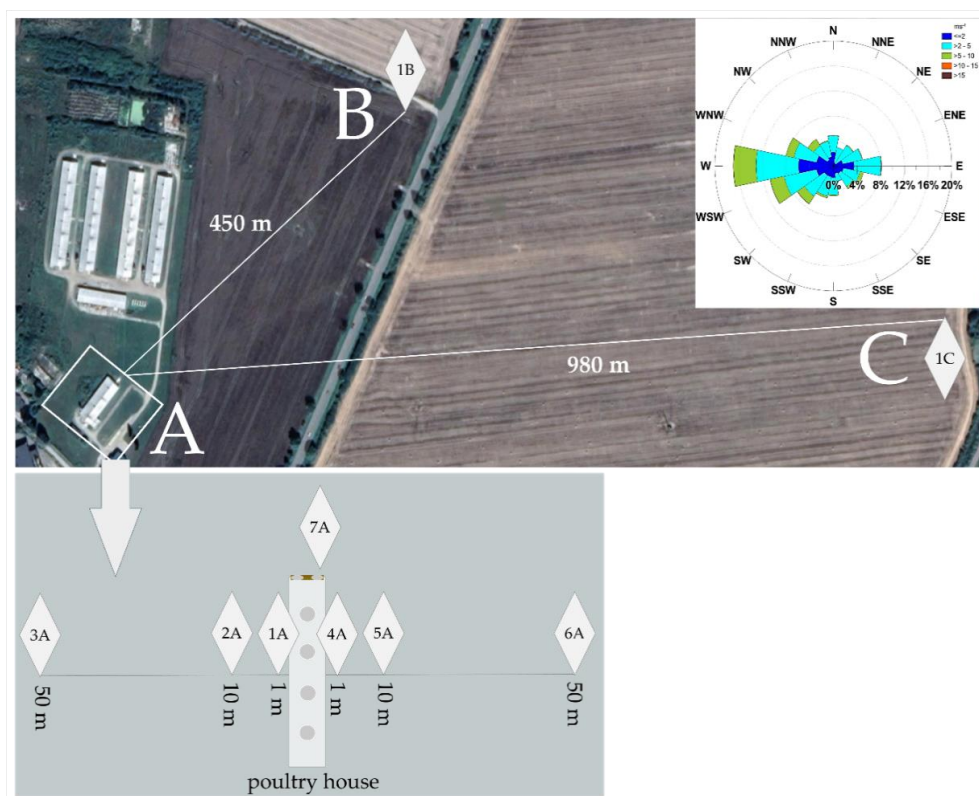 1B
B
450 m
A
980 m
C
1C
N
NNE
NE
ENE
E
ESE
SE
SSE
S
SSW
SW
WSW
W
WNW
NW
NNW
0% 4% 8% 12% 16% 20%
ms⁻¹
<=2
>2 - 5
>5 - 10
>10 - 15
>15
7A
3A
2A
1A
4A
5A
6A
50 m
10 m
1 m
1 m
10 m
50 m
poultry house